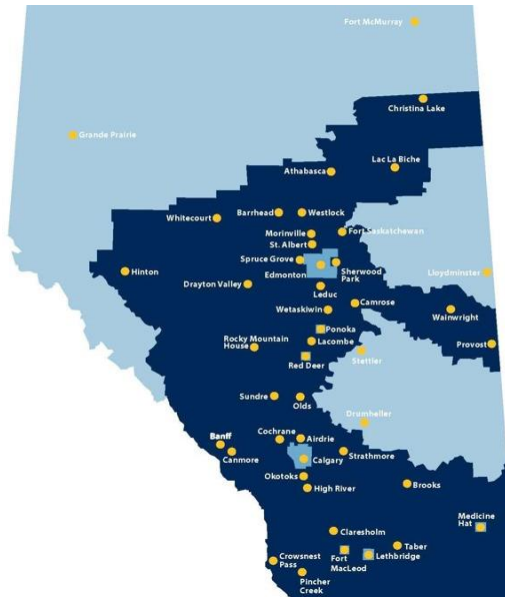 Fort McMurray
Christina Lake
Grande Prairie
Lac La Biche
Athabasca
Whitecourt
Barrhead
Westlock
Morinville
Fort Saskatchewan
St. Albert
Spruce Grove
Edmonton
Sherwood
Park
Hinton
Drayton Valley
Leduc
Lloydminster
Wetaskiwin
Camrose
Wainwright
Ponoka
Rocky Mountain
House
Lacombe
Provost
Red Deer
Stettler
Sundre
Olds
Drumheller
Banff
Cochrane
Airdrie
Canmore
Calgary
Strathmore
Okotoks
High River
Brooks
Medicine
Hat
Claresholm
Crowsnest
Pass
Fort
MacLeod
Lethbridge
Taber
Pincher
Creek